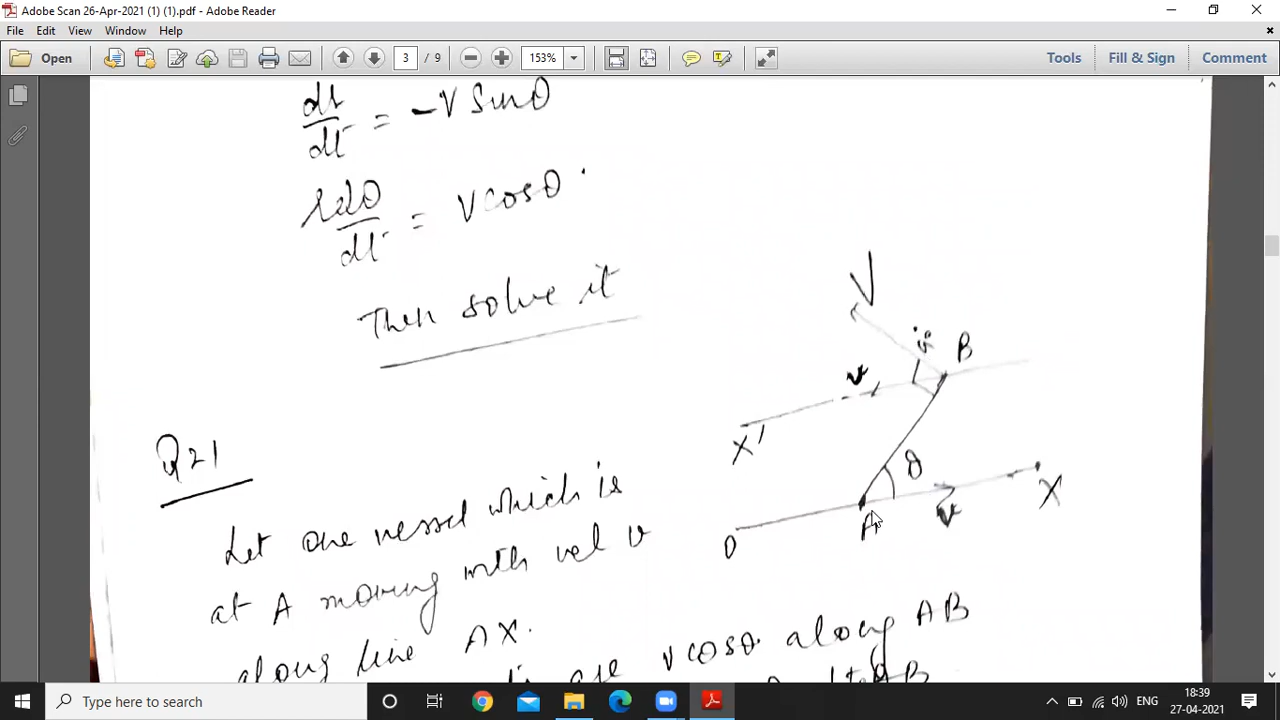 Adobe Scan 26-Apr-2021 (1) (1).pdf - Adobe Reader
File Edit View Window Help
Open 3 / 9 153% Tools Fill & Sign Comment
dr/dt = -V Sinθ
rdθ/dt = V cosθ.
Then solve it
V
B
v
X'
θ
X
v
A
O
Q21
Let one vessel which is
at A moving with vel v
along line AX.
are v cosθ along AB
AB
Type here to search
ENG
18:39
27-04-2021